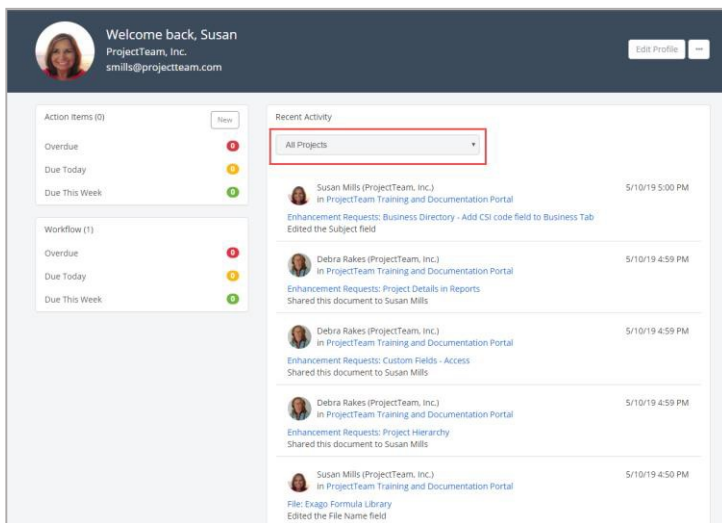 Welcome back, Susan
ProjectTeam, Inc.
smills@projectteam.com
Edit Profile
Action Items (0)
New
Overdue
0
Due Today
0
Due This Week
0
Workflow (1)
Overdue
0
Due Today
0
Due This Week
0
Recent Activity
All Projects
Susan Mills (ProjectTeam, Inc.)
5/10/19 5:00 PM
in ProjectTeam Training and Documentation Portal
Enhancement Requests: Business Directory - Add CSI code field to Business Tab
Edited the Subject field
Debra Rakes (ProjectTeam, Inc.)
5/10/19 4:59 PM
in ProjectTeam Training and Documentation Portal
Enhancement Requests: Project Details in Reports
Shared this document to Susan Mills
Debra Rakes (ProjectTeam, Inc.)
5/10/19 4:59 PM
in ProjectTeam Training and Documentation Portal
Enhancement Requests: Custom Fields - Access
Shared this document to Susan Mills
Debra Rakes (ProjectTeam, Inc.)
5/10/19 4:59 PM
in ProjectTeam Training and Documentation Portal
Enhancement Requests: Project Hierarchy
Shared this document to Susan Mills
Susan Mills (ProjectTeam, Inc.)
5/10/19 4:50 PM
in ProjectTeam Training and Documentation Portal
File: Exago Formula Library
Edited the File Name field